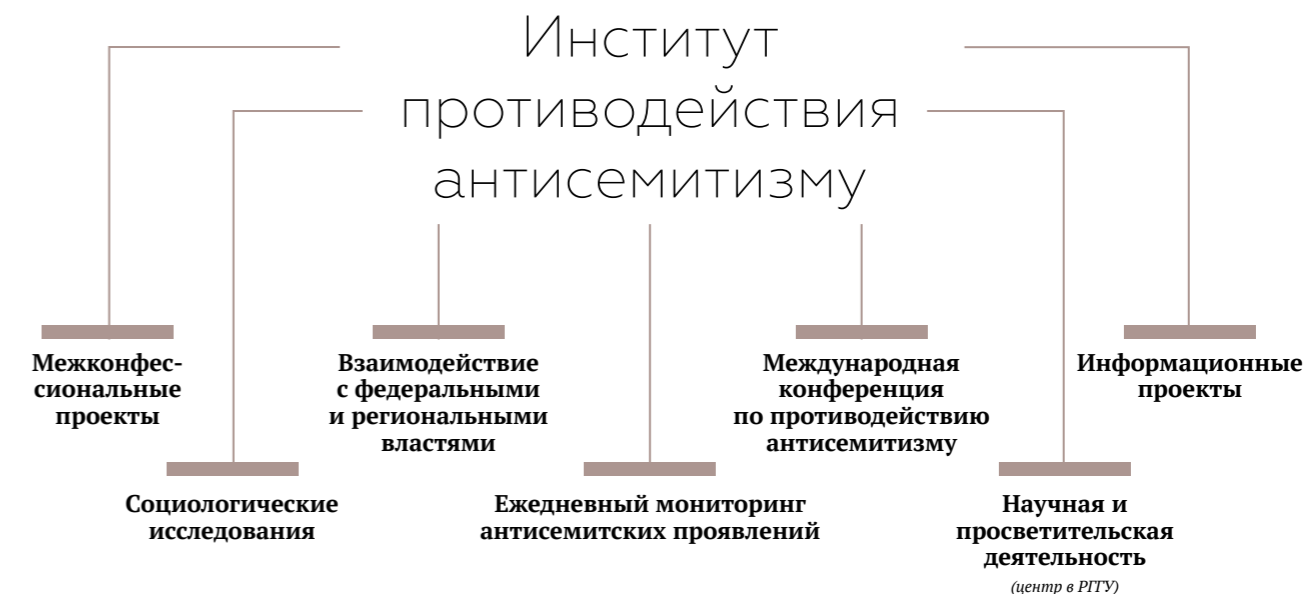 Институт
противодействия
антисемитизму
Межконфес-
сиональные
проекты
Взаимодействие
с федеральными
и региональными
властями
Международная
конференция
по противодействию
антисемитизму
Информационные
проекты
Социологические
исследования
Ежедневный мониторинг
антисемитских проявлений
Научная и
просветительская
деятельность
(центр в РГГУ)